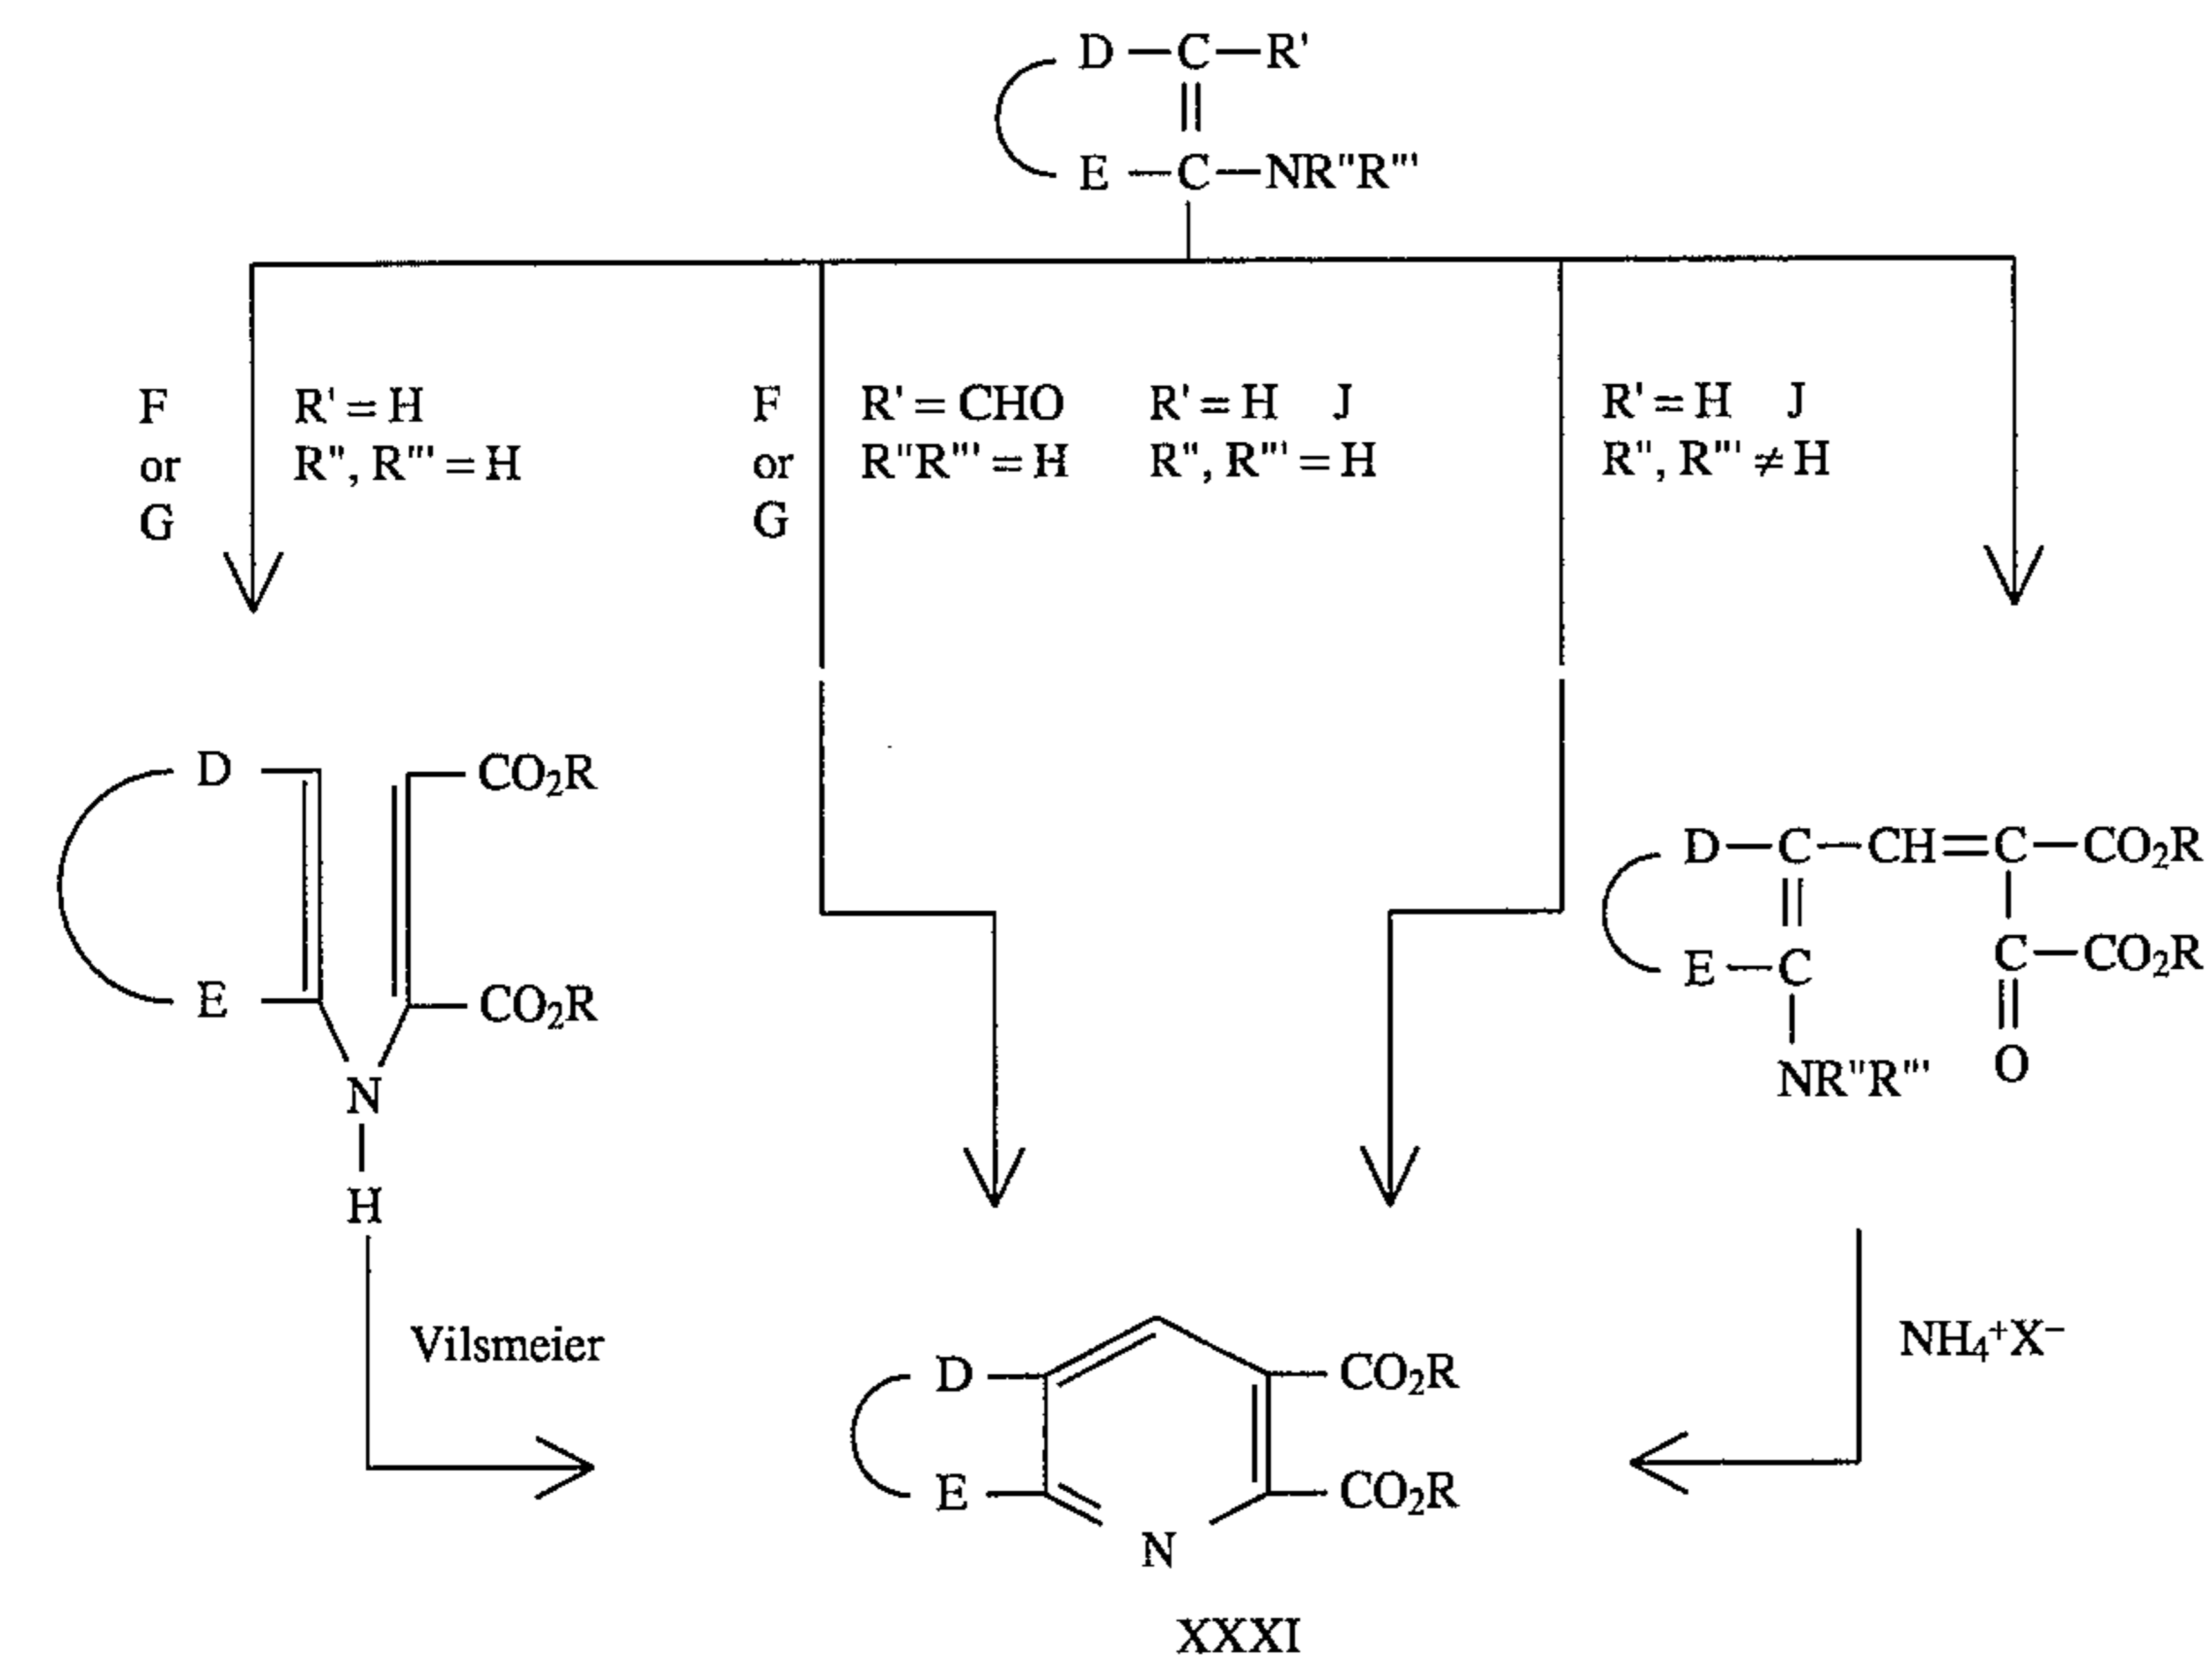 D—C—R'
E—C—NR"R'''
F or G
R' = H
R", R''' = H
F or G
R' = CHO
R"R''' = H
R' = H J
R", R''' = H
R' = H J
R", R''' ≠ H
D CO₂R
E CO₂R
N
H
D—C—CH=C—CO₂R
E—C C—CO₂R
NR"R''' O
Vilsmeier
NH₄⁺X⁻
D CO₂R
E CO₂R
N
XXXI